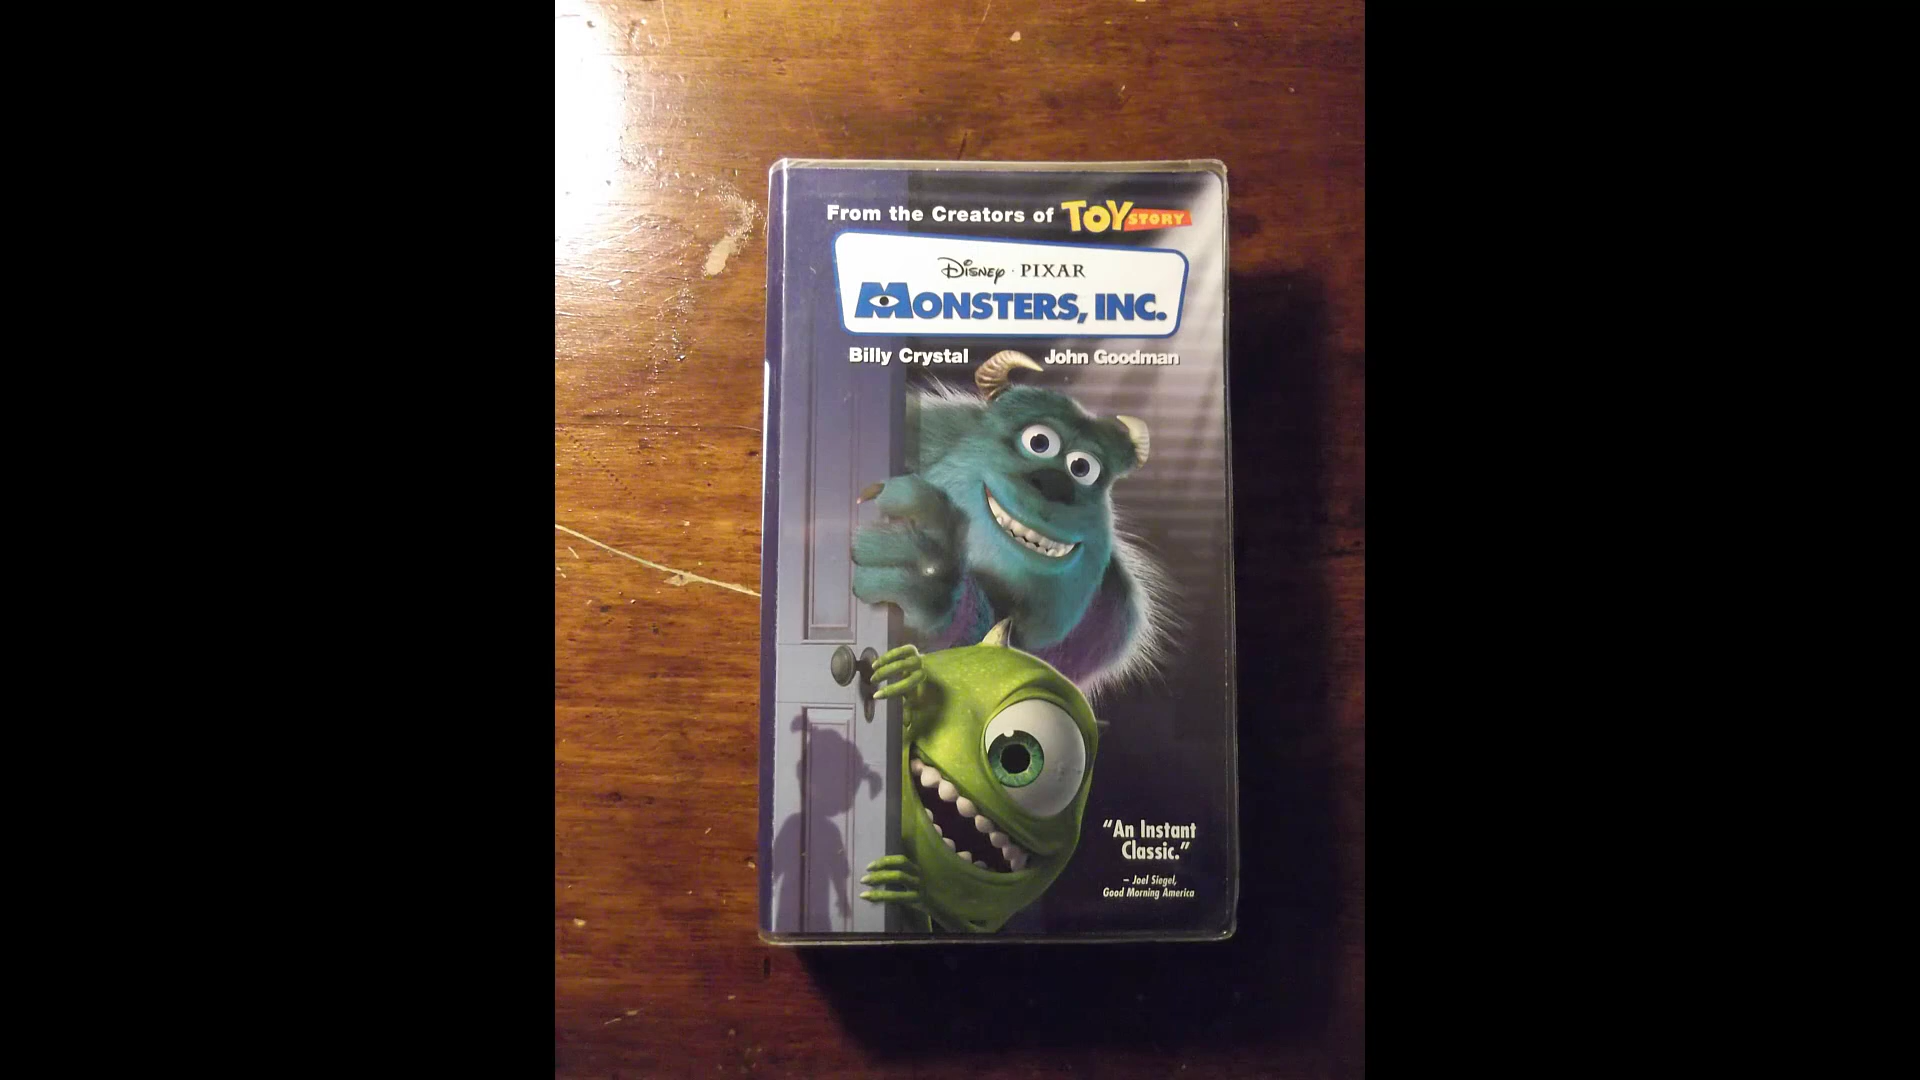 From the Creators of TOY STORY
Disney · PIXAR
MONSTERS, INC.
Billy Crystal John Goodman
“An Instant
Classic.”
– Joel Siegel,
Good Morning America